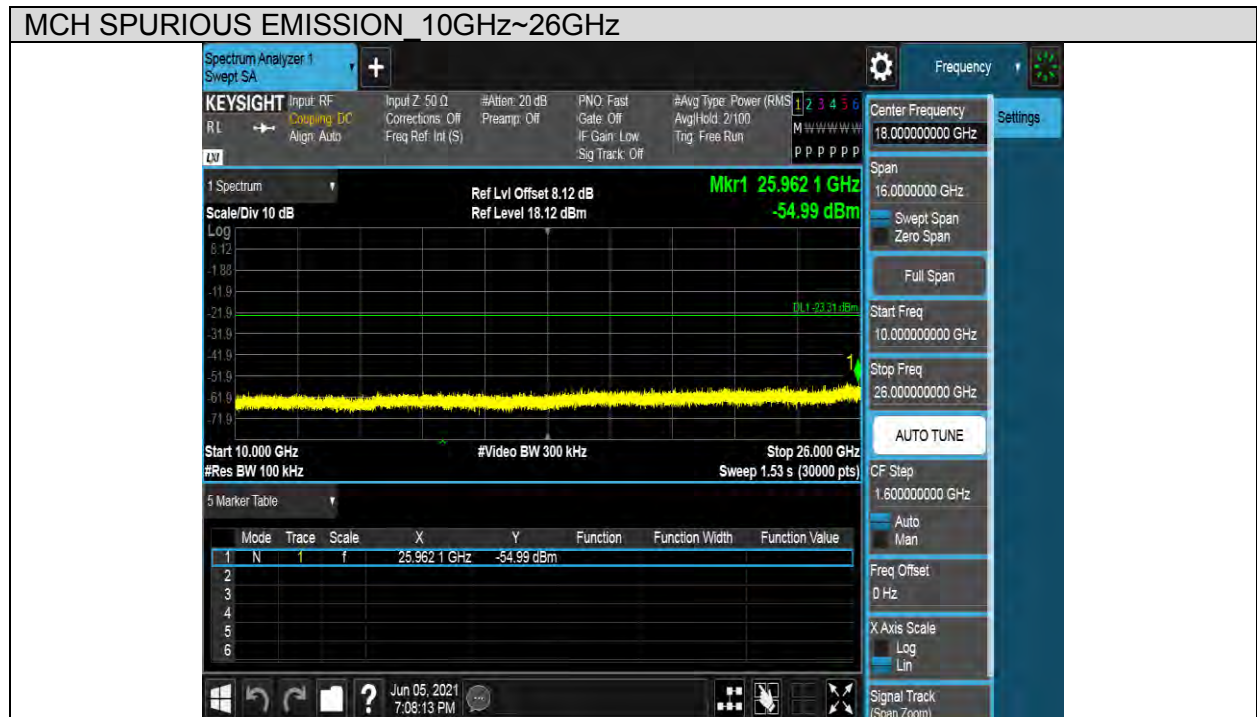 MCH SPURIOUS EMISSION_10GHz~26GHz
Spectrum Analyzer 1
Swept SA
+
Frequency
KEYSIGHT Input: RF Input Z: 50 Ω #Atten: 20 dB PNO: Fast #Avg Type: Power (RMS 1 2 3 4 5 6
RL Coupling: DC Corrections: Off Preamp: Off Gate: Off Avg|Hold: 2/100 M W W W W W
Align: Auto Freq Ref: Int (S) IF Gain: Low Trig: Free Run
Sig Track: Off P P P P P P
LXI
1 Spectrum
Ref Lvl Offset 8.12 dB
Mkr1 25.962 1 GHz
Scale/Div 10 dB
Ref Level 18.12 dBm
-54.99 dBm
Log
8.12
-1.88
-11.9
-21.9
DL1 -23.31 dBm
-31.9
-41.9
1
-51.9
-61.9
-71.9
Start 10.000 GHz #Video BW 300 kHz Stop 26.000 GHz
#Res BW 100 kHz Sweep 1.53 s (30000 pts)
5 Marker Table
Mode Trace Scale X Y Function Function Width Function Value
1 N 1 f 25.962 1 GHz -54.99 dBm
2
3
4
5
6
Jun 05, 2021
7:08:13 PM
?
Center Frequency
18.000000000 GHz
Settings
Span
16.0000000 GHz
Swept Span
Zero Span
Full Span
Start Freq
10.000000000 GHz
Stop Freq
26.000000000 GHz
AUTO TUNE
CF Step
1.600000000 GHz
Auto
Man
Freq Offset
0 Hz
X Axis Scale
Log
Lin
Signal Track
(Span Zoom)